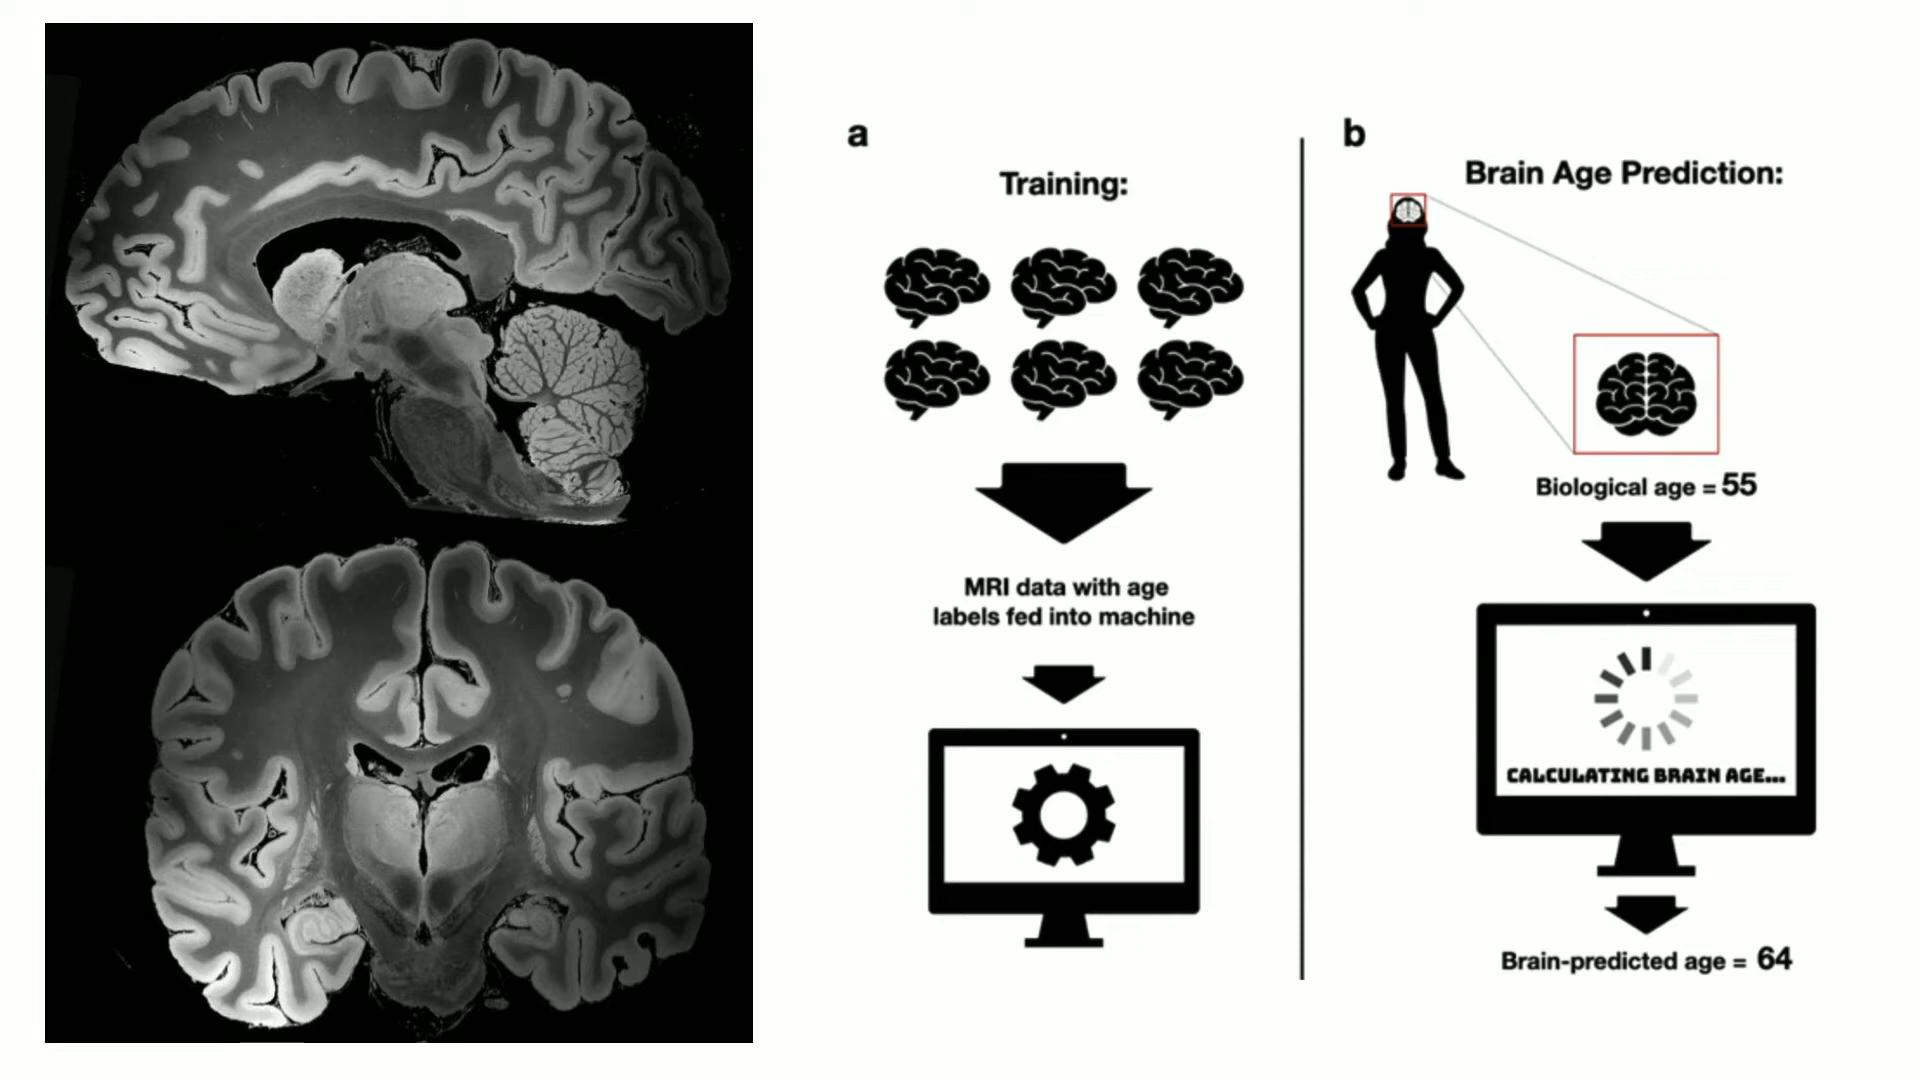 a
Training:
MRI data with age
labels fed into machine
b
Brain Age Prediction:
Biological age = 55
CALCULATING BRAIN AGE...
Brain-predicted age = 64